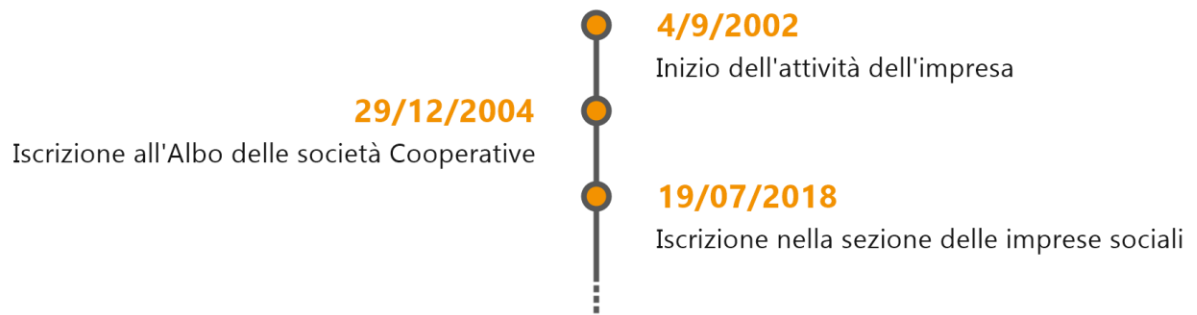 4/9/2002
Inizio dell'attività dell'impresa
29/12/2004
Iscrizione all'Albo delle società Cooperative
19/07/2018
Iscrizione nella sezione delle imprese sociali